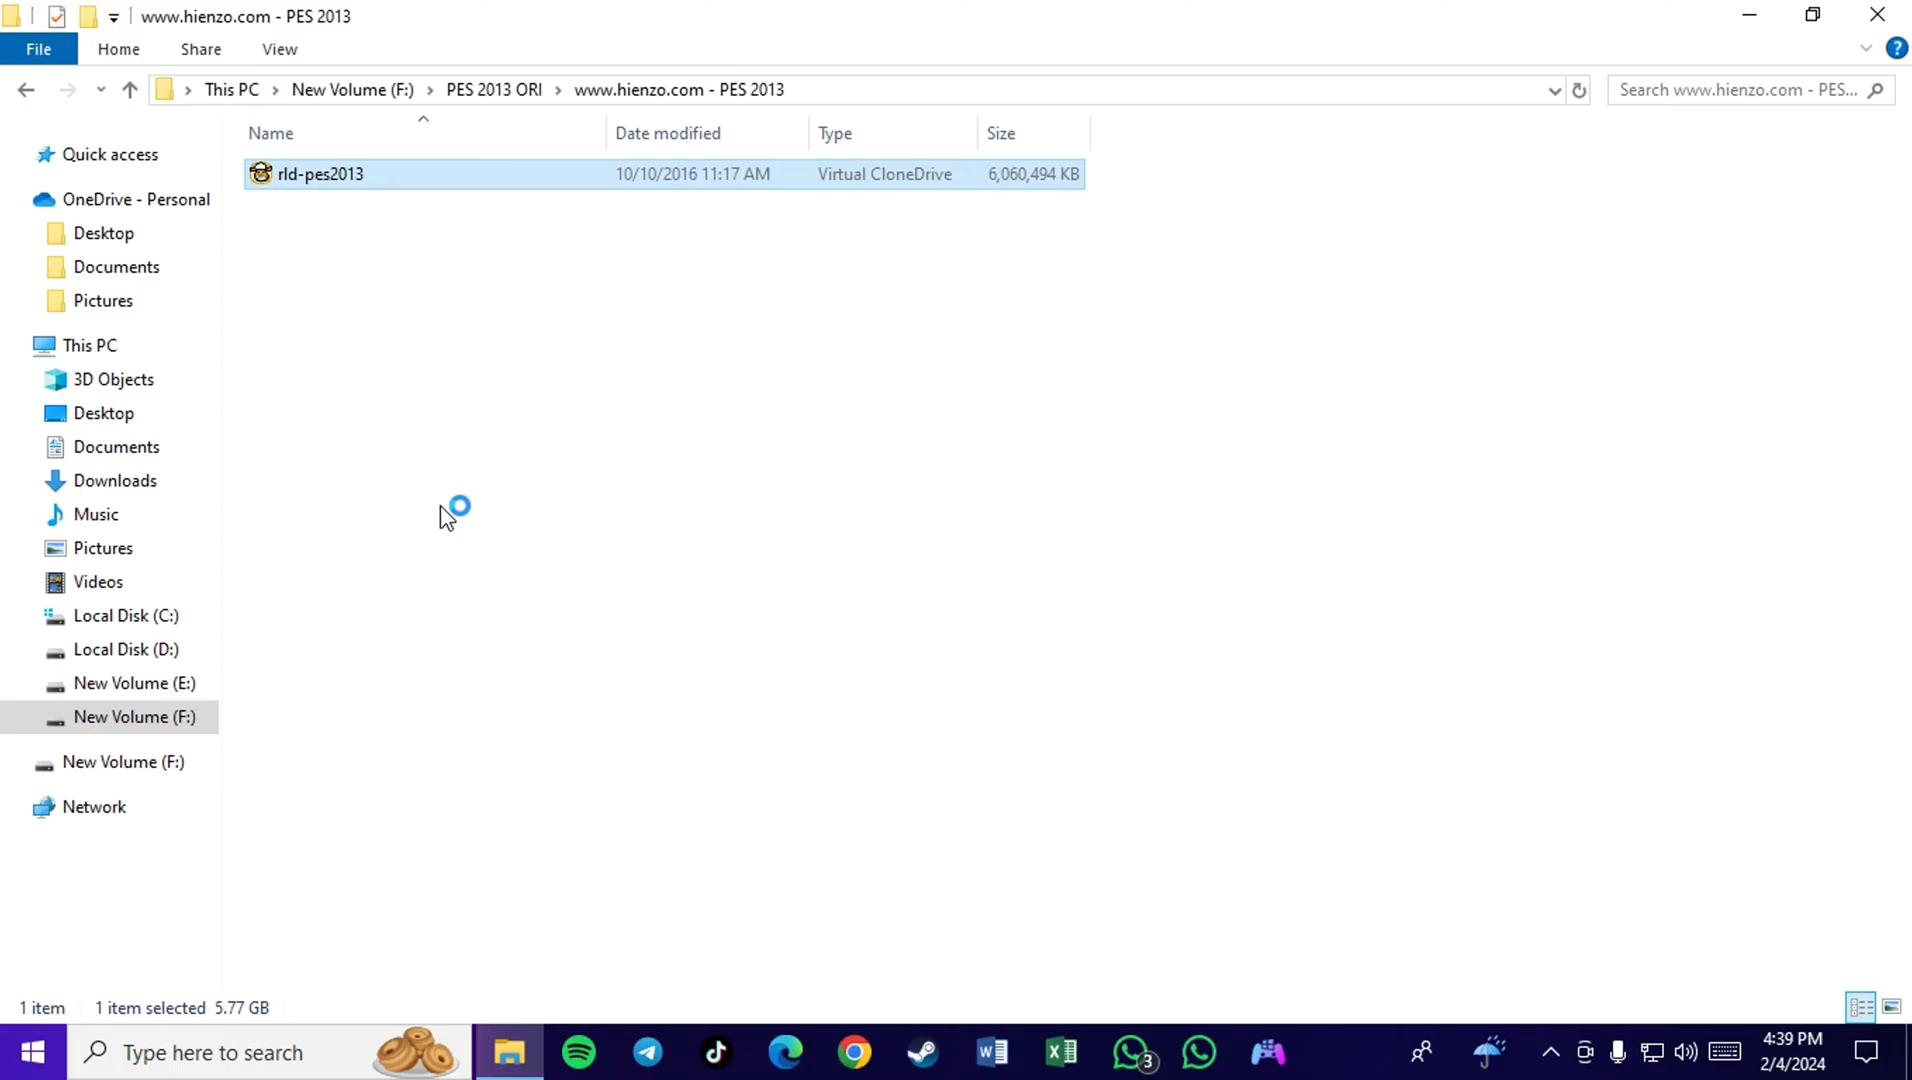 www.hienzo.com - PES 2013
File Home Share View
This PC New Volume (F:) PES 2013 ORI www.hienzo.com - PES 2013
Search www.hienzo.com - PES...
Name Date modified Type Size
rld-pes2013 10/10/2016 11:17 AM Virtual CloneDrive 6,060,494 KB
Quick access
OneDrive - Personal
Desktop
Documents
Pictures
This PC
3D Objects
Desktop
Documents
Downloads
Music
Pictures
Videos
Local Disk (C:)
Local Disk (D:)
New Volume (E:)
New Volume (F:)
New Volume (F:)
Network
1 item 1 item selected 5.77 GB
Type here to search
3
4:39 PM
2/4/2024